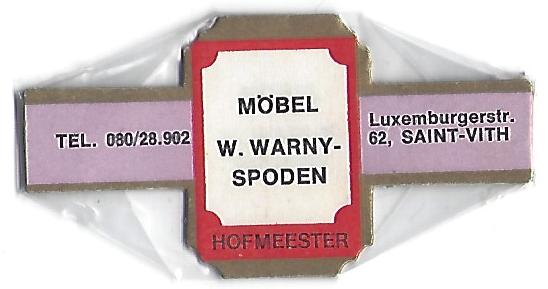 TEL. 080/28.902
MÖBEL
W. WARNY-
SPODEN
HOFMEESTER
Luxemburgerstr.
62, SAINT-VITH